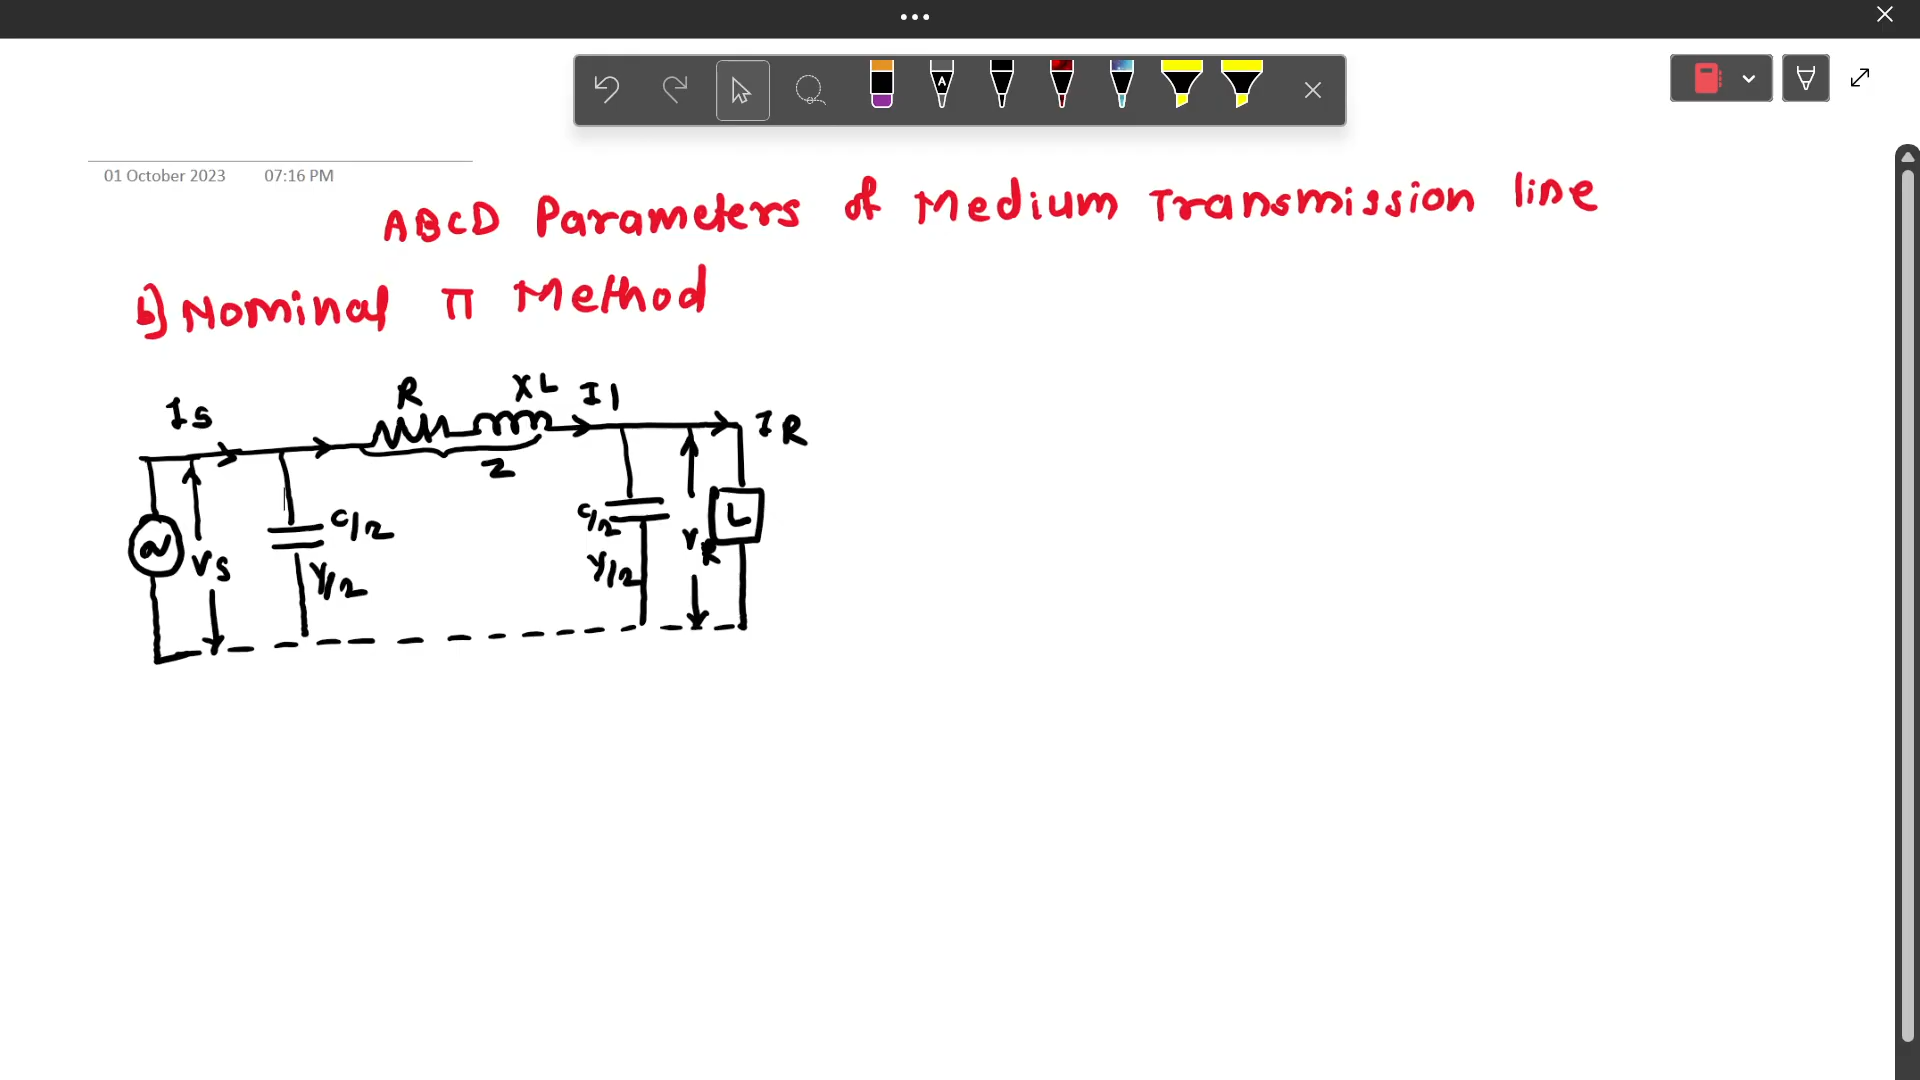 01 October 2023 07:16 PM
ABCD Parameters of Medium Transmission line
b) Nominal π Method
IS R XL I1 IR
Z
VS C/2 Y/2 C/2 Y/2 VR L